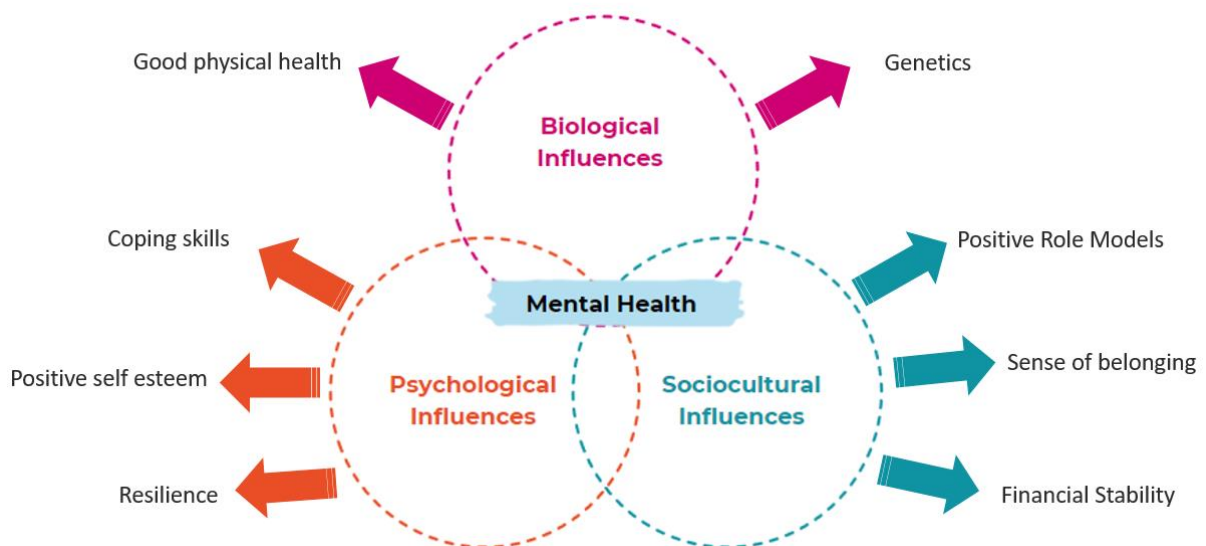 Good physical health
Genetics
Biological
Influences
Coping skills
Positive Role Models
Mental Health
Positive self esteem
Psychological
Influences
Sociocultural
Influences
Sense of belonging
Resilience
Financial Stability